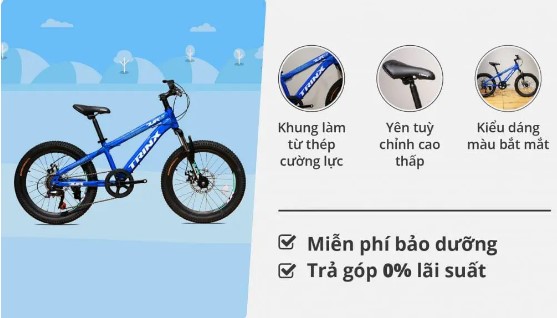 TRINX
Khung làm
từ thép
cường lực
Yên tuỳ
chỉnh cao
thấp
Kiểu dáng
màu bắt mắt
Miễn phí bảo dưỡng
Trả góp 0% lãi suất